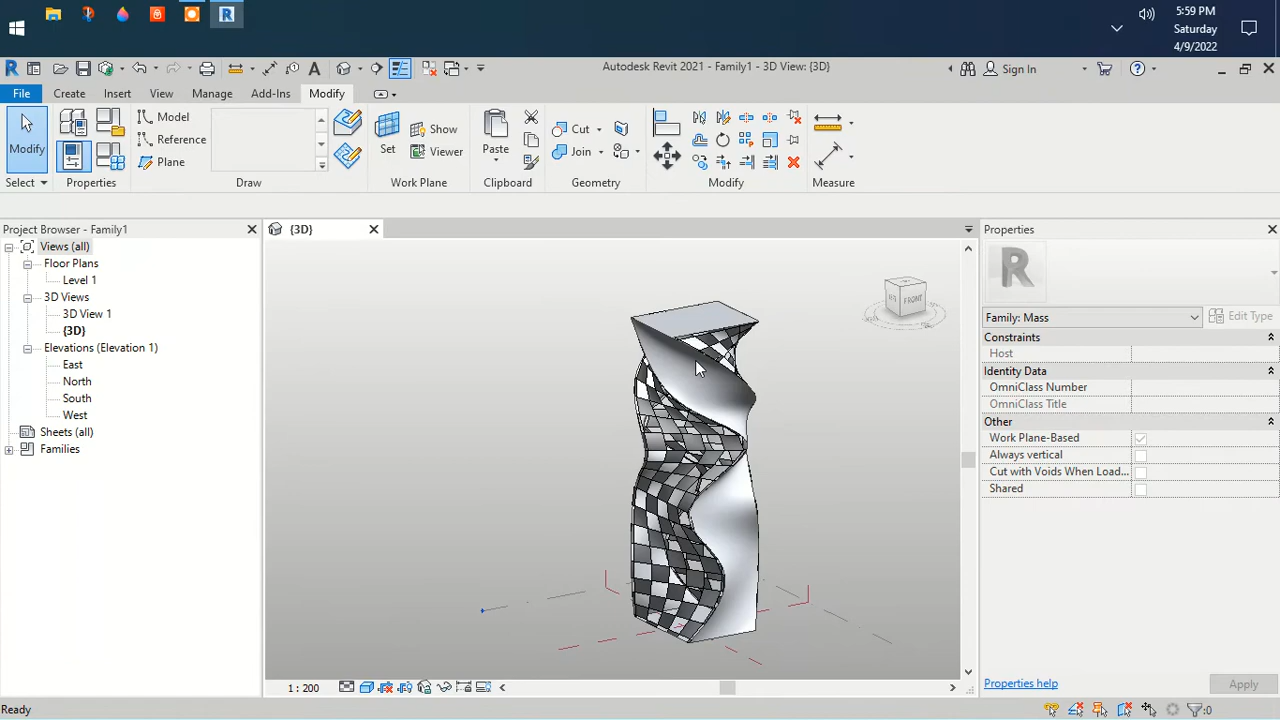 5:59 PM
Saturday
4/9/2022
Autodesk Revit 2021 - Family1 - 3D View: {3D}
Sign In
File Create Insert View Manage Add-Ins Modify
Modify
Model
Reference
Plane
Set
Show
Viewer
Paste
Cut
Join
Select Properties Draw Work Plane Clipboard Geometry Modify Measure
Project Browser - Family1
Views (all)
Floor Plans
Level 1
3D Views
3D View 1
{3D}
Elevations (Elevation 1)
East
North
South
West
Sheets (all)
Families
{3D}
FRONT
1 : 200
Properties
R
Family: Mass
Edit Type
Constraints
Host
Identity Data
OmniClass Number
OmniClass Title
Other
Work Plane-Based
Always vertical
Cut with Voids When Load...
Shared
Properties help
Apply
Ready
:0